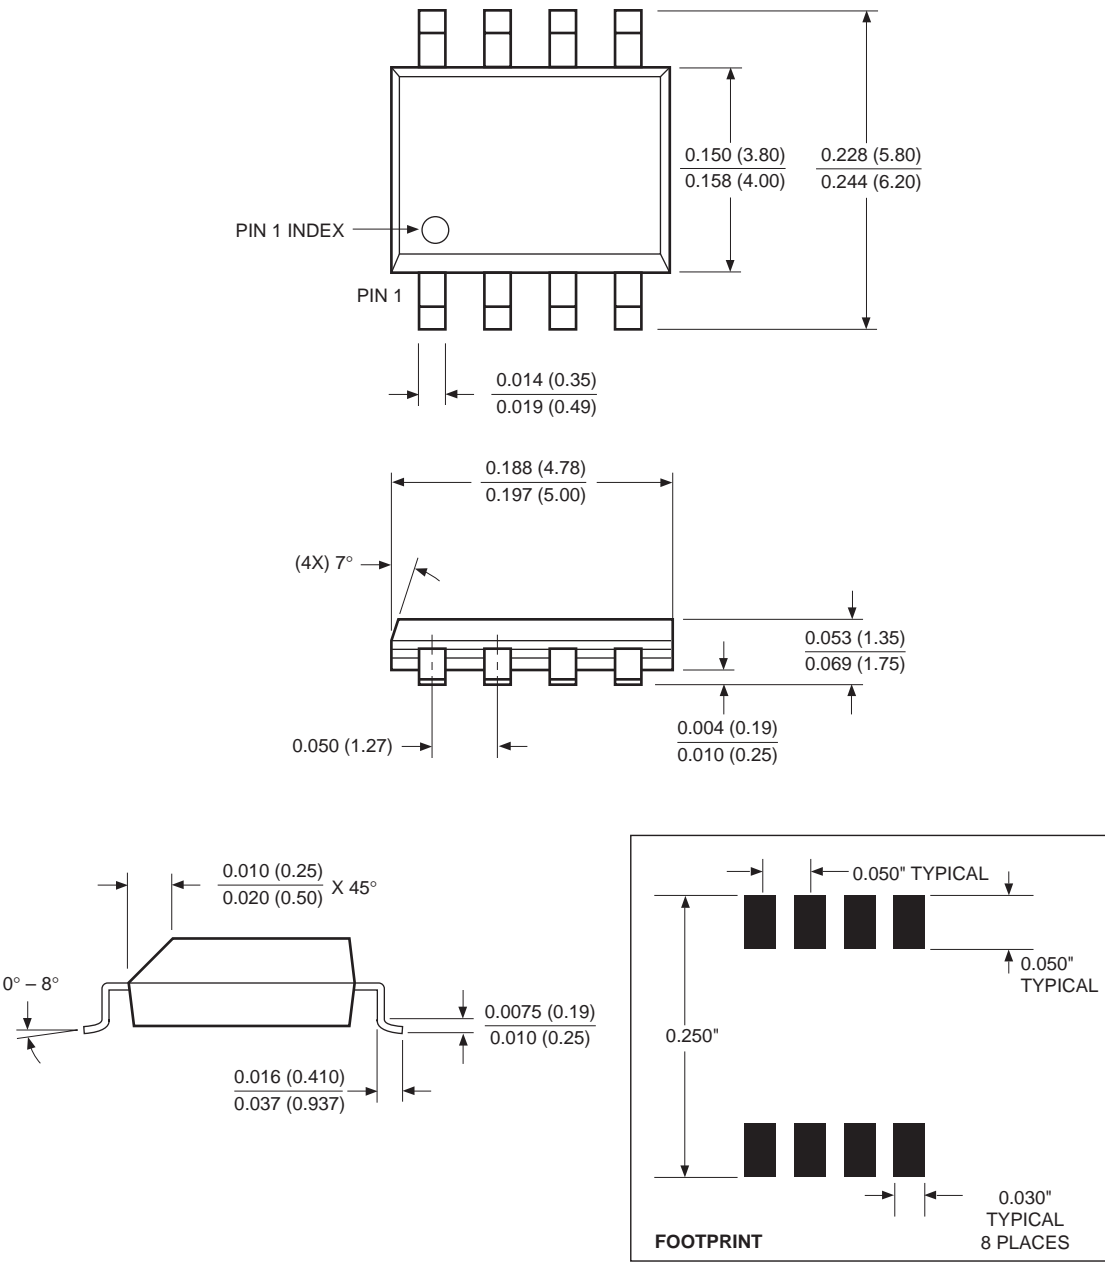 0.150 (3.80)
0.158 (4.00)
0.228 (5.80)
0.244 (6.20)
PIN 1 INDEX
PIN 1
0.014 (0.35)
0.019 (0.49)
0.188 (4.78)
0.197 (5.00)
(4X) 7°
0.053 (1.35)
0.069 (1.75)
0.004 (0.19)
0.010 (0.25)
0.050 (1.27)
0.010 (0.25)
0.020 (0.50)
X 45°
0° – 8°
0.0075 (0.19)
0.010 (0.25)
0.016 (0.410)
0.037 (0.937)
0.050" TYPICAL
0.050"
TYPICAL
0.250"
0.030"
TYPICAL
8 PLACES
FOOTPRINT